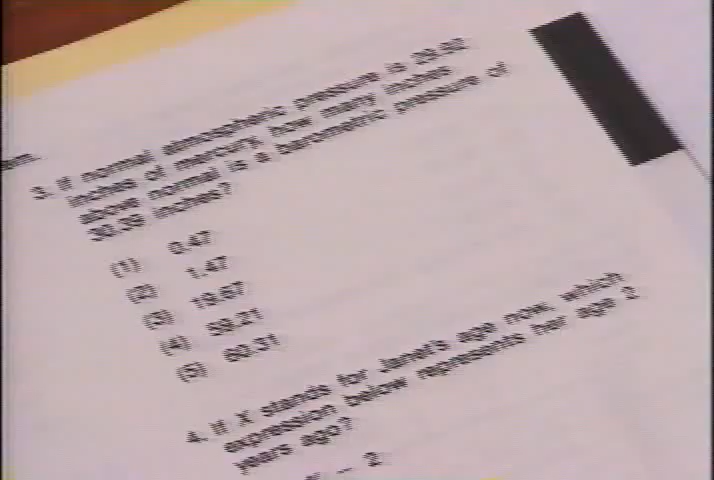 3. If normal atmospheric pressure is 29.92
inches of mercury, how many inches
above normal is a barometric pressure of
30.39 inches?
(1) 0.47
(2) 1.47
(3) 19.67
(4) 59.21
(5) 60.31
4. If X stands for Janet's age now, which
expression below represents her age 2
years ago?
- 2